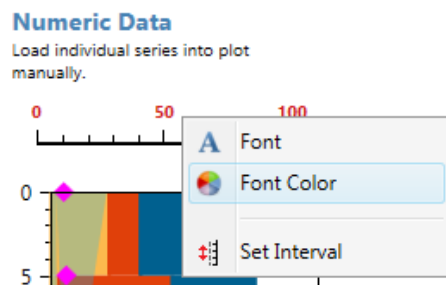 Numeric Data
Load individual series into plot
manually.
0 50 100
Font
0
Font Color
Set Interval
5